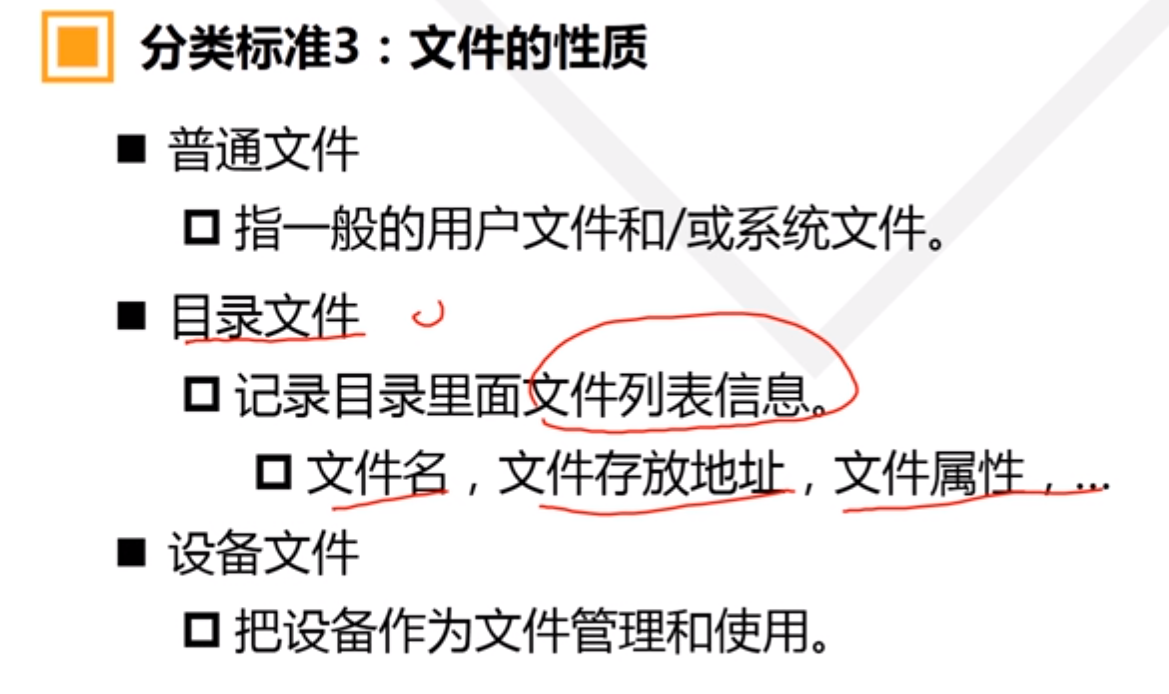 分类标准3：文件的性质
普通文件
指一般的用户文件和/或系统文件。
目录文件
记录目录里面文件列表信息。
文件名，文件存放地址，文件属性，…
设备文件
把设备作为文件管理和使用。